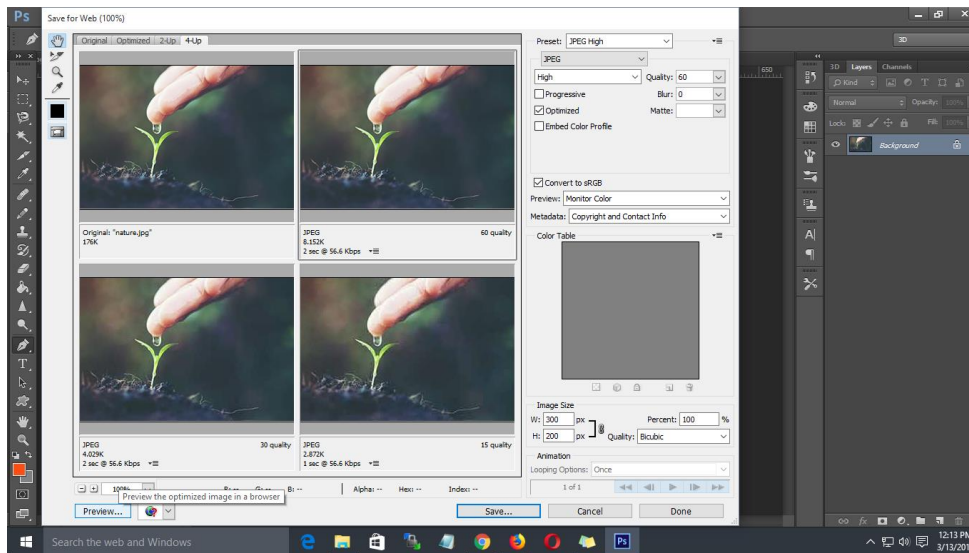 Ps
Save for Web (100%)
3D
Original
Optimized
2-Up
4-Up
Preset: JPEG High
JPEG
High
Quality: 60
Progressive
Blur: 0
Optimized
Matte:
Embed Color Profile
Convert to sRGB
Preview: Monitor Color
Metadata: Copyright and Contact Info
Color Table
650
3D Layers Channels
Kind
Normal
Opacity: 100%
Lock:
Fill: 100%
Background
Original: "nature.jpg"
176K
JPEG
60 quality
8.152K
2 sec @ 56.6 Kbps
JPEG
30 quality
4.029K
2 sec @ 56.6 Kbps
JPEG
15 quality
2.872K
1 sec @ 56.6 Kbps
Image Size
W: 300 px
Percent: 100 %
H: 200 px
Quality: Bicubic
Animation
Looping Options: Once
1 of 1
100%
B: --
Alpha: --
Hex: --
Index: --
Preview the optimized image in a browser
Preview...
Save...
Cancel
Done
Search the web and Windows
Ps
12:13 PM